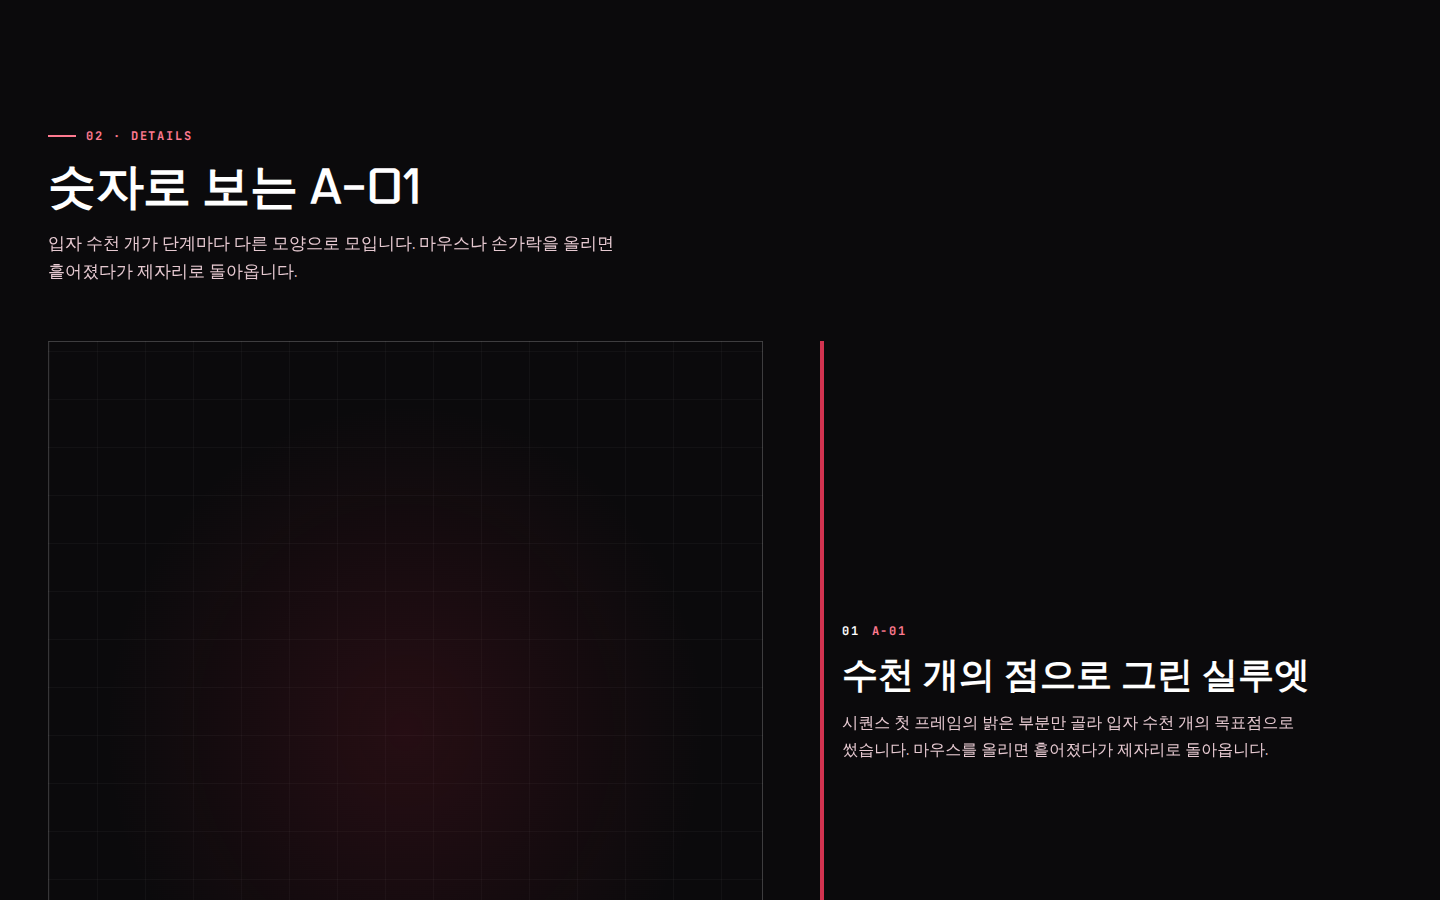 02 · DETAILS
숫자로 보는 A-01
입자 수천 개가 단계마다 다른 모양으로 모입니다. 마우스나 손가락을 올리면
흩어졌다가 제자리로 돌아옵니다.
01 A-01
수천 개의 점으로 그린 실루엣
시퀀스 첫 프레임의 밝은 부분만 골라 입자 수천 개의 목표점으로
썼습니다. 마우스를 올리면 흩어졌다가 제자리로 돌아옵니다.